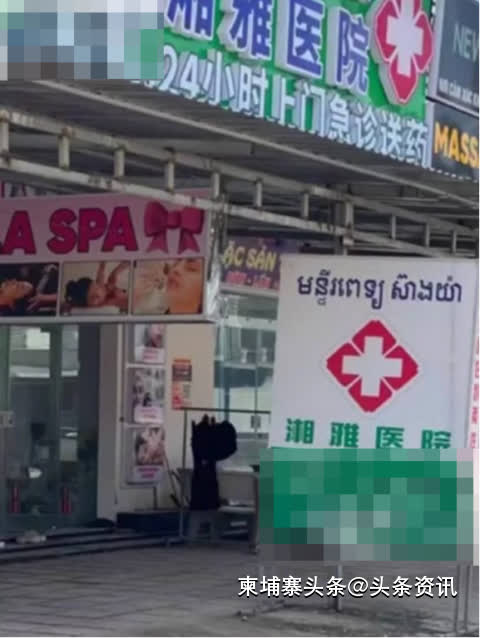 湘雅医院
24小时上门急诊送药
NEW
MASS
A SPA
ẶC SẢN
មន្ទីរពេទ្យ ស៊ាងយ៉ា
湘雅医院
柬埔寨头条@头条资讯